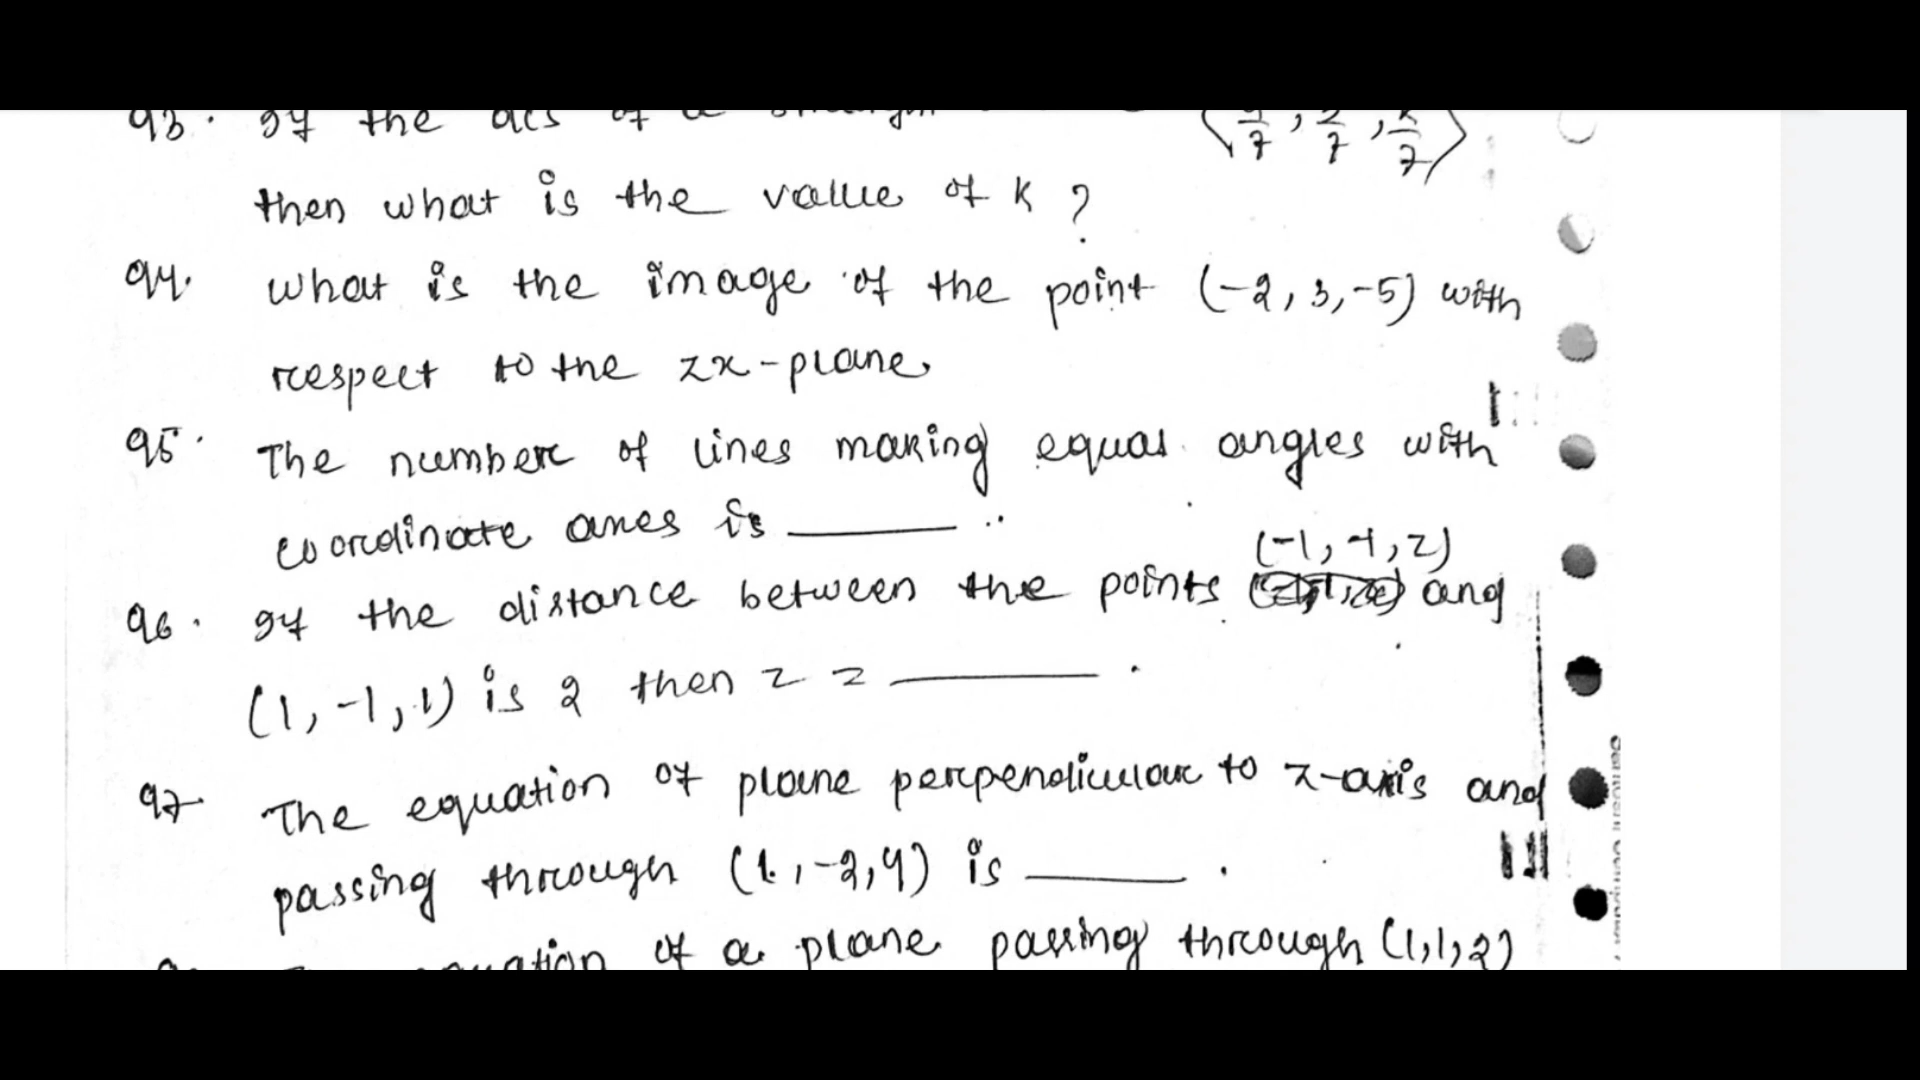 93. If the dcs of a
then what is the value of k ?
94. What is the image of the point (-2, 3, -5) with
respect to the zx-plane.
95. The number of lines making equal angles with
coordinate axes is ______ .
(-1, -1, z)
96. If the distance between the points and
(1, -1, 1) is 2 then z = ______ .
97. The equation of plane perpendicular to z-axis and
passing through (1, -2, 4) is ______ .
of a plane passing through (1,1,2)